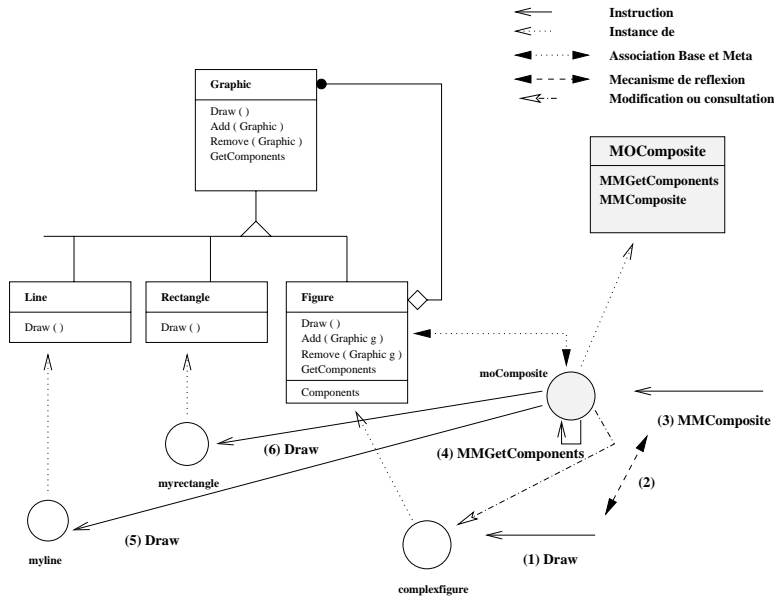 Instruction
Instance de
Association Base et Meta
Mecanisme de reflexion
Modification ou consultation
Graphic
Draw ( )
Add ( Graphic )
Remove ( Graphic )
GetComponents
MOComposite
MMGetComponents
MMComposite
Line
Draw ( )
Rectangle
Draw ( )
Figure
Draw ( )
Add ( Graphic g )
Remove ( Graphic g )
GetComponents
Components
moComposite
(3) MMComposite
(6) Draw
(4) MMGetComponents
myrectangle
(2)
(5) Draw
(1) Draw
myline
complexfigure